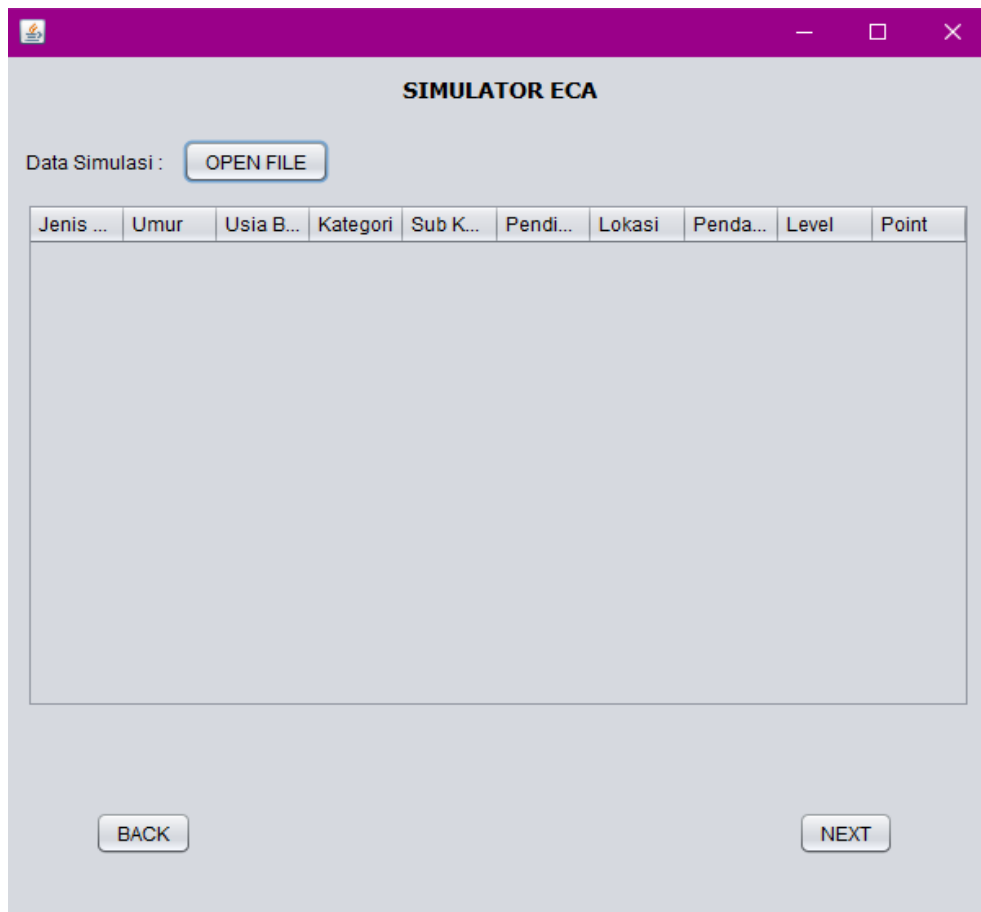 SIMULATOR ECA
Data Simulasi : OPEN FILE
Jenis ... Umur Usia B... Kategori Sub K... Pendi... Lokasi Penda... Level Point
BACK NEXT